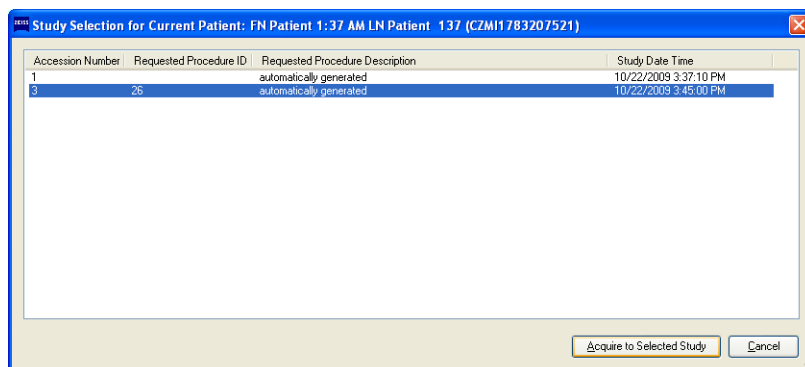 ZEISS Study Selection for Current Patient: FN Patient 1:37 AM LN Patient 137 (CZMI1783207521)
Accession Number Requested Procedure ID Requested Procedure Description Study Date Time
1 automatically generated 10/22/2009 3:37:10 PM
3 26 automatically generated 10/22/2009 3:45:00 PM
Acquire to Selected Study Cancel